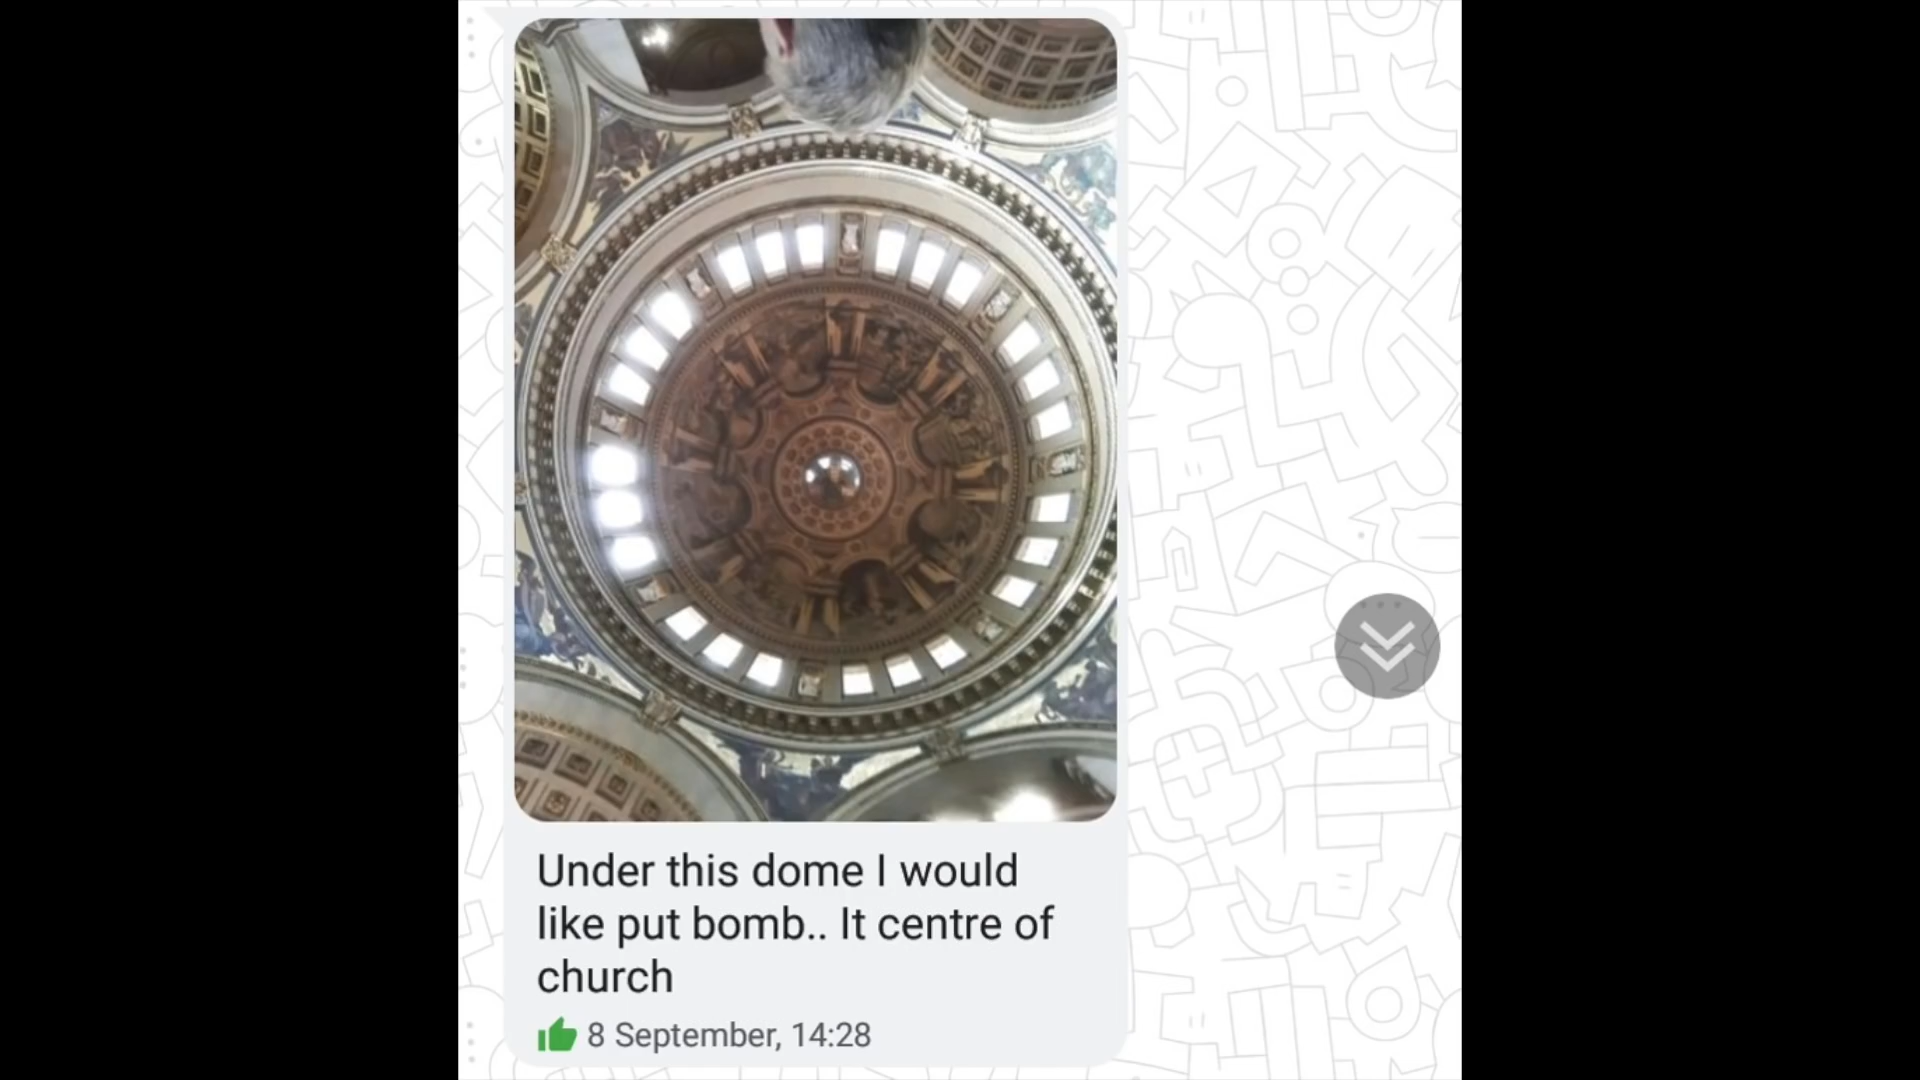 Under this dome I would
like put bomb.. It centre of
church
8 September, 14:28